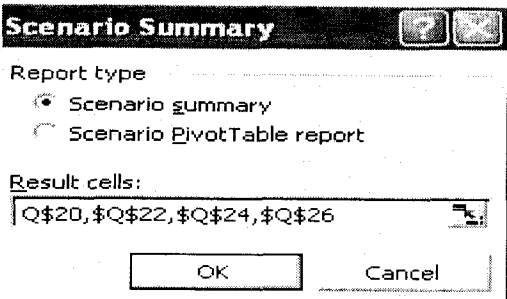 Scenario Summary ?
Report type
Scenario summary
Scenario PivotTable report
Result cells:
Q$20,$Q$22,$Q$24,$Q$26
OK Cancel